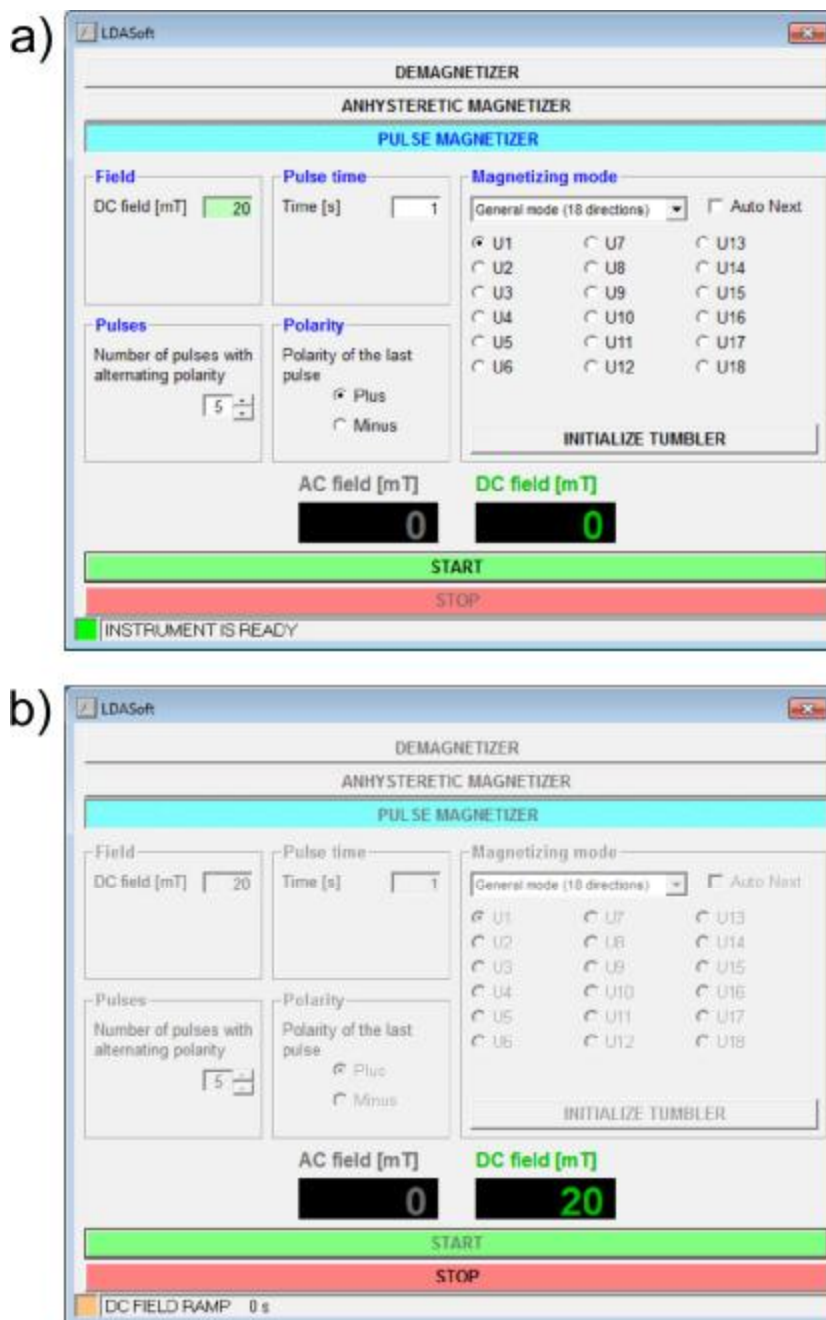 a)
LDASoft
DEMAGNETIZER
ANHYSTERETIC MAGNETIZER
PULSE MAGNETIZER
Field
DC field [mT] 20
Pulse time
Time [s] 1
Magnetizing mode
General mode (18 directions) Auto Next
U1 U7 U13
U2 U8 U14
U3 U9 U15
U4 U10 U16
U5 U11 U17
U6 U12 U18
Pulses
Number of pulses with
alternating polarity
5
Polarity
Polarity of the last
pulse
Plus
Minus
INITIALIZE TUMBLER
AC field [mT] DC field [mT]
0 0
START
STOP
INSTRUMENT IS READY
b)
LDASoft
DEMAGNETIZER
ANHYSTERETIC MAGNETIZER
PULSE MAGNETIZER
Field
DC field [mT] 20
Pulse time
Time [s] 1
Magnetizing mode
General mode (18 directions) Auto Next
U1 U7 U13
U2 U8 U14
U3 U9 U15
U4 U10 U16
U5 U11 U17
U6 U12 U18
Pulses
Number of pulses with
alternating polarity
5
Polarity
Polarity of the last
pulse
Plus
Minus
INITIALIZE TUMBLER
AC field [mT] DC field [mT]
0 20
START
STOP
DC FIELD RAMP 0 s